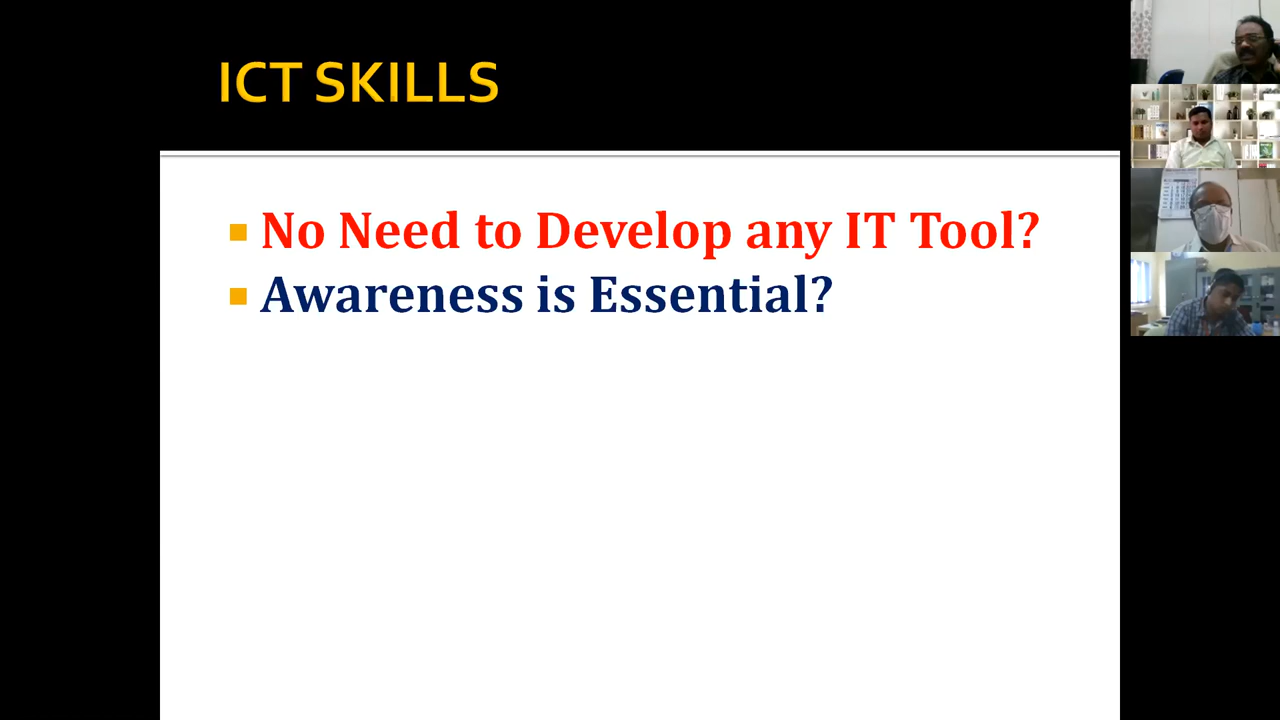 ICT SKILLS
No Need to Develop any IT Tool?
Awareness is Essential?